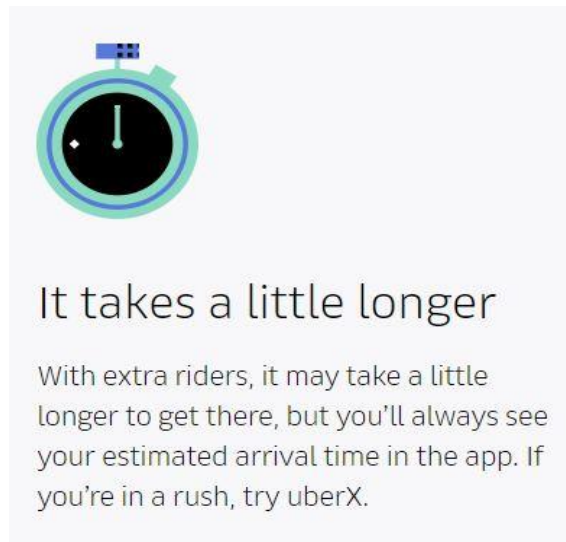 It takes a little longer
With extra riders, it may take a little
longer to get there, but you’ll always see
your estimated arrival time in the app. If
you’re in a rush, try uberX.